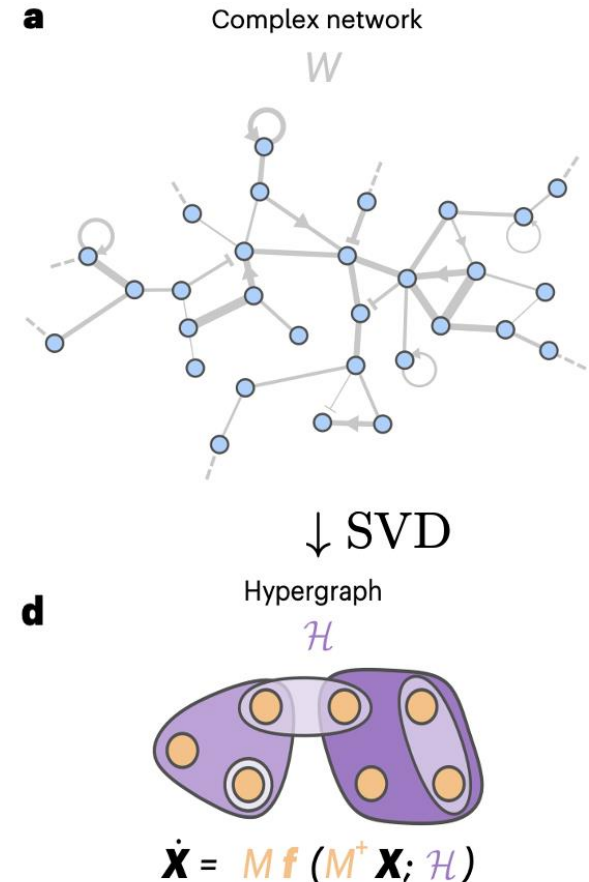 a
Complex network
W
↓ SVD
d
Hypergraph
ℋ
Ẋ = M f (M⁺ X; ℋ)